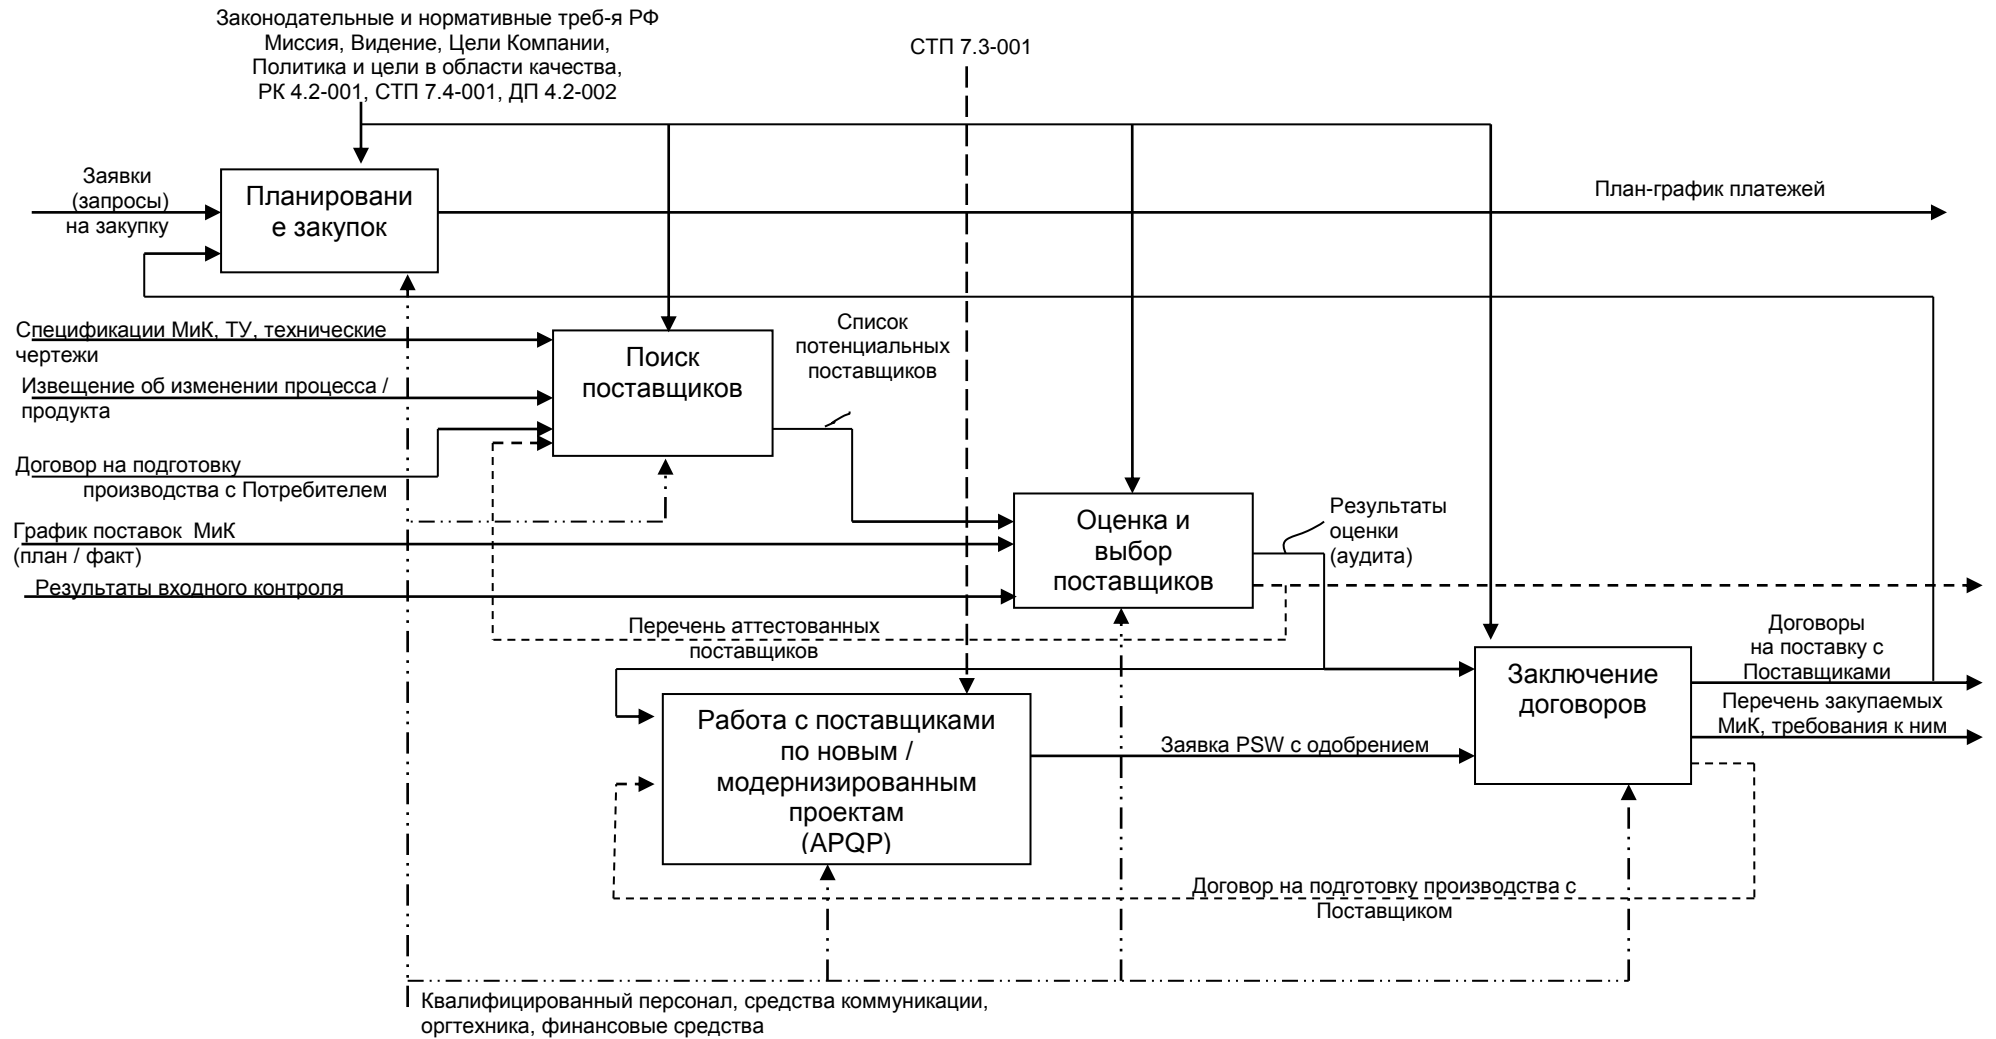 Законодательные и нормативные треб-я РФ
Миссия, Видение, Цели Компании,
Политика и цели в области качества,
РК 4.2-001, СТП 7.4-001, ДП 4.2-002
СТП 7.3-001
Заявки
(запросы)
на закупку
Планировани
е закупок
План-график платежей
Спецификации МиК, ТУ, технические
чертежи
Извещение об изменении процесса /
продукта
Договор на подготовку
производства с Потребителем
Поиск
поставщиков
Список
потенциальных
поставщиков
График поставок МиК
(план / факт)
Результаты входного контроля
Оценка и
выбор
поставщиков
Результаты
оценки
(аудита)
Перечень аттестованных
поставщиков
Работа с поставщиками
по новым /
модернизированным
проектам
(APQP)
Заявка PSW с одобрением
Заключение
договоров
Договоры
на поставку с
Поставщиками
Перечень закупаемых
МиК, требования к ним
Договор на подготовку производства с
Поставщиком
Квалифицированный персонал, средства коммуникации,
оргтехника, финансовые средства